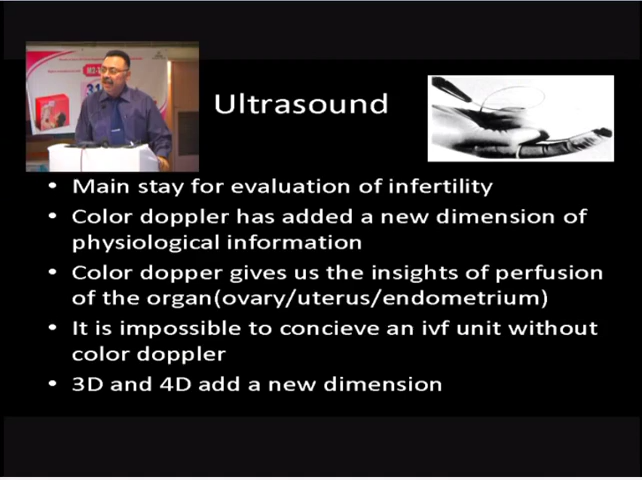 Ultrasound
• Main stay for evaluation of infertility
• Color doppler has added a new dimension of
physiological information
• Color dopper gives us the insights of perfusion
of the organ(ovary/uterus/endometrium)
• It is impossible to concieve an ivf unit without
color doppler
• 3D and 4D add a new dimension